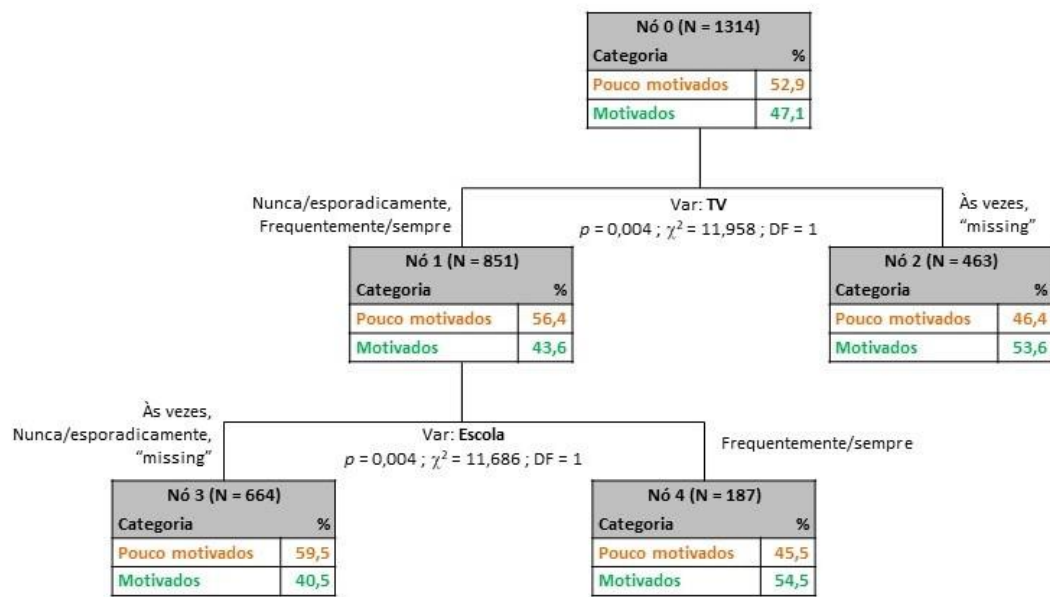 Nó 0 (N = 1314)
Categoria %
Pouco motivados 52,9
Motivados 47,1
Nunca/esporadicamente,
Frequentemente/sempre
Var: TV
p = 0,004 ; χ² = 11,958 ; DF = 1
Às vezes,
“missing”
Nó 1 (N = 851)
Categoria %
Pouco motivados 56,4
Motivados 43,6
Nó 2 (N = 463)
Categoria %
Pouco motivados 46,4
Motivados 53,6
Às vezes,
Nunca/esporadicamente,
“missing”
Var: Escola
p = 0,004 ; χ² = 11,686 ; DF = 1
Frequentemente/sempre
Nó 3 (N = 664)
Categoria %
Pouco motivados 59,5
Motivados 40,5
Nó 4 (N = 187)
Categoria %
Pouco motivados 45,5
Motivados 54,5